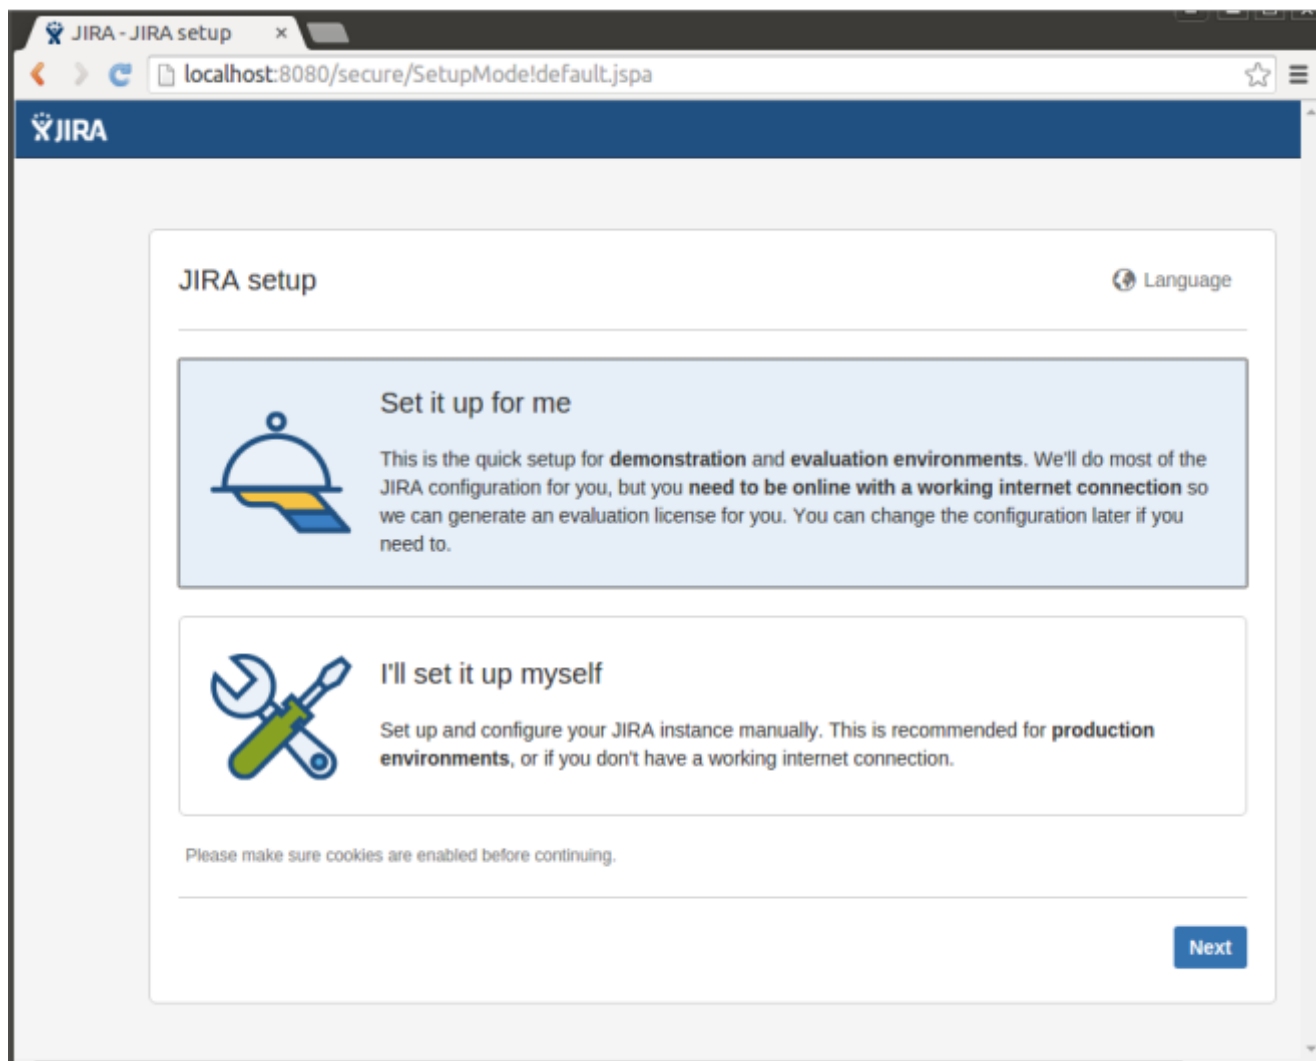 JIRA - JIRA setup
localhost:8080/secure/SetupMode!default.jspa
JIRA
JIRA setup
Language
Set it up for me
This is the quick setup for demonstration and evaluation environments. We'll do most of the
JIRA configuration for you, but you need to be online with a working internet connection so
we can generate an evaluation license for you. You can change the configuration later if you
need to.
I'll set it up myself
Set up and configure your JIRA instance manually. This is recommended for production
environments, or if you don't have a working internet connection.
Please make sure cookies are enabled before continuing.
Next